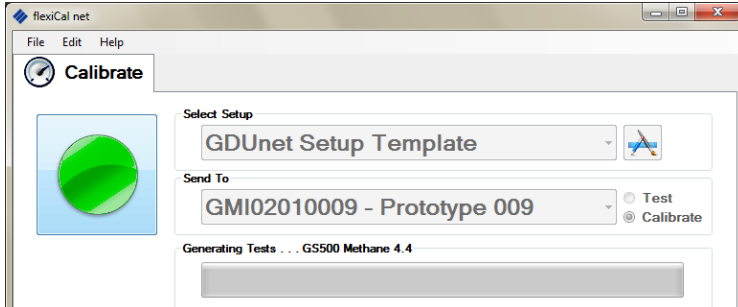 flexiCal net
File Edit Help
Calibrate
Select Setup
GDUnet Setup Template
Send To
GMI02010009 - Prototype 009
Test
Calibrate
Generating Tests . . . GS500 Methane 4.4